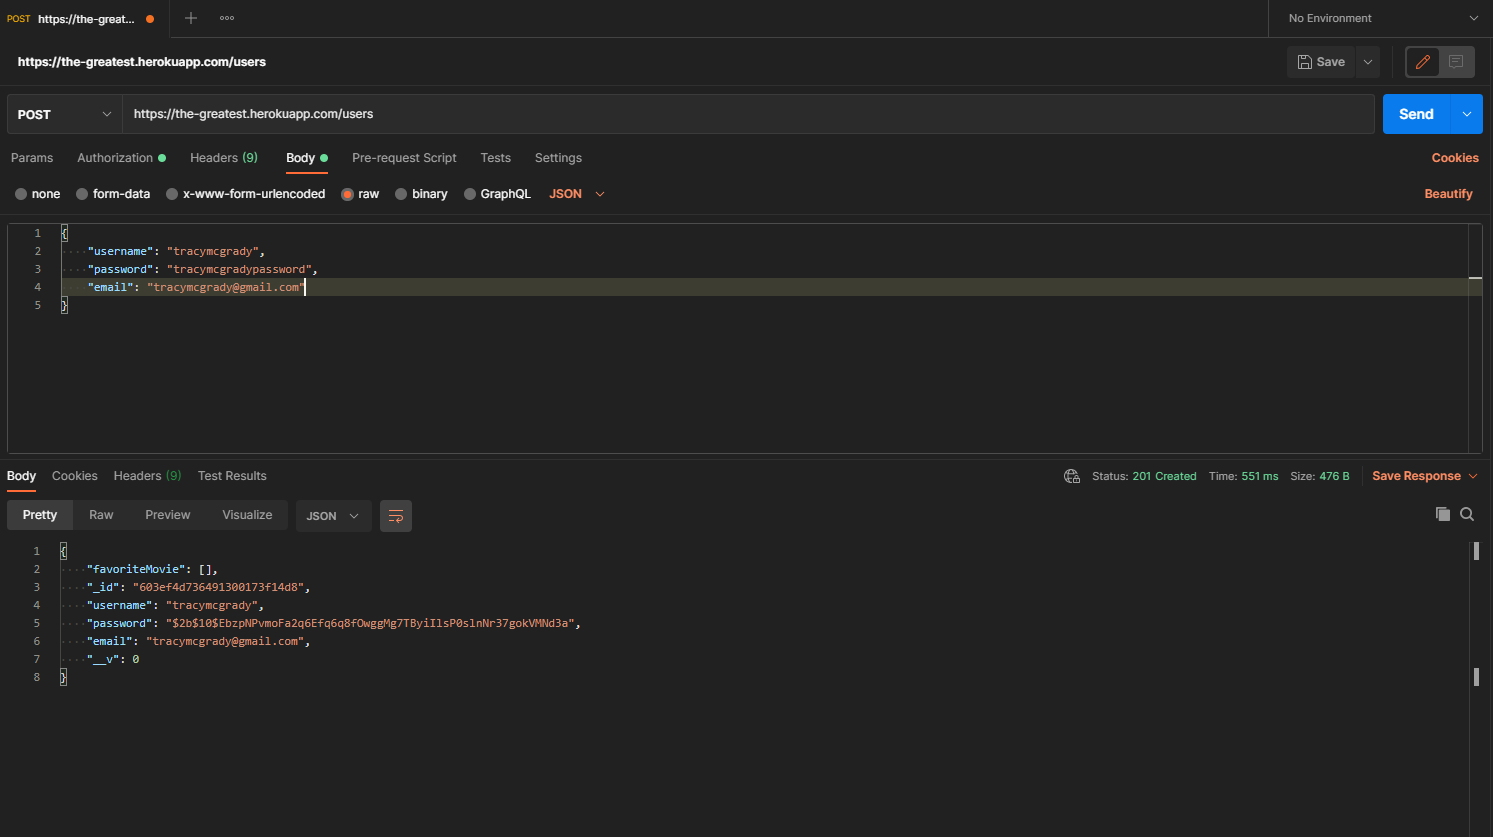 POST https://the-great...
No Environment
https://the-greatest.herokuapp.com/users
Save
POST https://the-greatest.herokuapp.com/users Send
Params Authorization Headers (9) Body Pre-request Script Tests Settings Cookies
none form-data x-www-form-urlencoded raw binary GraphQL JSON Beautify
1 {
2 "username": "tracymcgrady",
3 "password": "tracymcgradypassword",
4 "email": "tracymcgrady@gmail.com"
5 }
Body Cookies Headers (9) Test Results Status: 201 Created Time: 551 ms Size: 476 B Save Response
Pretty Raw Preview Visualize JSON
1 {
2 "favoriteMovie": [],
3 "_id": "603ef4d736491300173f14d8",
4 "username": "tracymcgrady",
5 "password": "$2b$10$EbzpNPvmoFa2q6Efq6q8fOwggMg7TByiIlsP0slnNr37gokVMNd3a",
6 "email": "tracymcgrady@gmail.com",
7 "__v": 0
8 }